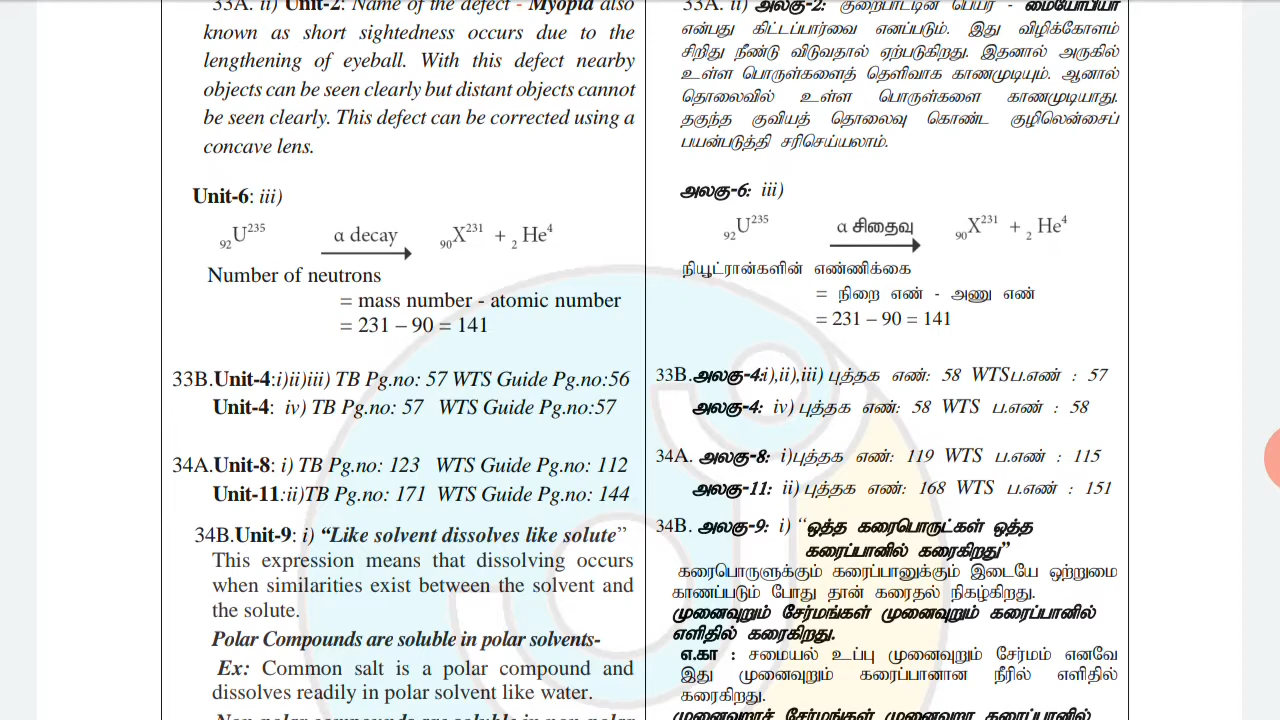 33A. ii) Unit-2: Name of the defect - Myopia also
known as short sightedness occurs due to the
lengthening of eyeball. With this defect nearby
objects can be seen clearly but distant objects cannot
be seen clearly. This defect can be corrected using a
concave lens.
Unit-6: iii)
₉₂U²³⁵ α decay ₉₀X²³¹ + ₂He⁴
Number of neutrons
= mass number - atomic number
= 231 – 90 = 141
33B.Unit-4:i)ii)iii) TB Pg.no: 57 WTS Guide Pg.no:56
Unit-4: iv) TB Pg.no: 57 WTS Guide Pg.no:57
34A.Unit-8: i) TB Pg.no: 123 WTS Guide Pg.no: 112
Unit-11:ii)TB Pg.no: 171 WTS Guide Pg.no: 144
34B.Unit-9: i) “Like solvent dissolves like solute”
This expression means that dissolving occurs
when similarities exist between the solvent and
the solute.
Polar Compounds are soluble in polar solvents-
Ex: Common salt is a polar compound and
dissolves readily in polar solvent like water.
Non-polar compounds are soluble in non-polar
33A. ii) அலகு-2: குறைபாட்டின் பெயர் - மையோபியா
என்பது கிட்டப்பார்வை எனப்படும். இது விழிக்கோளம்
சிறிது நீண்டு விடுவதால் ஏற்படுகிறது. இதனால் அருகில்
உள்ள பொருள்களைத் தெளிவாக காணமுடியும். ஆனால்
தொலைவில் உள்ள பொருள்களை காணமுடியாது.
தகுந்த குவியத் தொலைவு கொண்ட குழிலென்சைப்
பயன்படுத்தி சரிசெய்யலாம்.
அலகு-6: iii)
₉₂U²³⁵ α சிதைவு ₉₀X²³¹ + ₂He⁴
நியூட்ரான்களின் எண்ணிக்கை
= நிறை எண் - அணு எண்
= 231 – 90 = 141
33B.அலகு-4:i),ii),iii) புத்தக எண்: 58 WTSப.எண் : 57
அலகு-4: iv) புத்தக எண்: 58 WTS ப.எண் : 58
34A. அலகு-8: i)புத்தக எண்: 119 WTS ப.எண் : 115
அலகு-11: ii) புத்தக எண்: 168 WTS ப.எண் : 151
34B. அலகு-9: i) “ஒத்த கரைபொருட்கள் ஒத்த
கரைப்பானில் கரைகிறது”
கரைபொருளுக்கும் கரைப்பானுக்கும் இடையே ஒற்றுமை
காணப்படும் போது தான் கரைதல் நிகழ்கிறது.
முனைவுறும் சேர்மங்கள் முனைவுறும் கரைப்பானில்
எளிதில் கரைகிறது.
எ.கா : சமையல் உப்பு முனைவுறும் சேர்மம் எனவே
இது முனைவுறும் கரைப்பானான நீரில் எளிதில்
கரைகிறது.
முனைவுறாச் சேர்மங்கள் முனைவுறா கரைப்பானில்